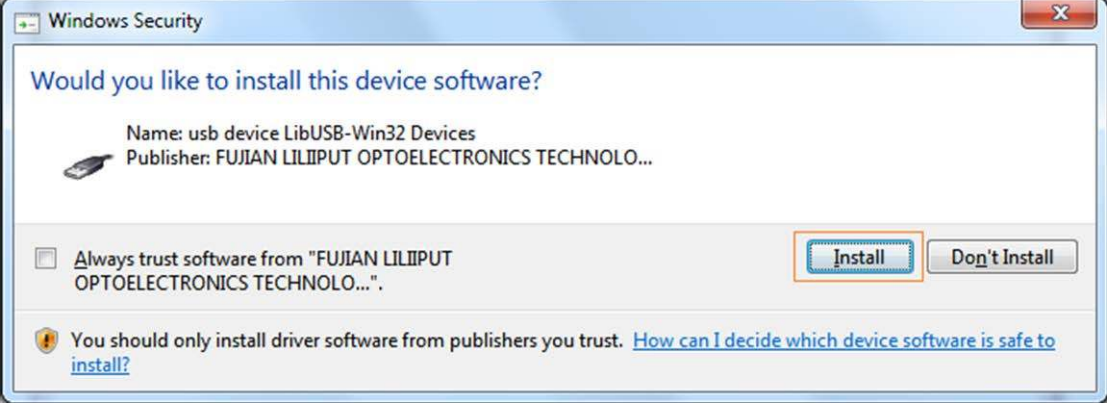 Windows Security
Would you like to install this device software?
Name: usb device LibUSB-Win32 Devices
Publisher: FUJIAN LILIIPUT OPTOELECTRONICS TECHNOLO...
Always trust software from "FUJIAN LILIIPUT
OPTOELECTRONICS TECHNOLO...".
Install
Don't Install
You should only install driver software from publishers you trust. How can I decide which device software is safe to
install?